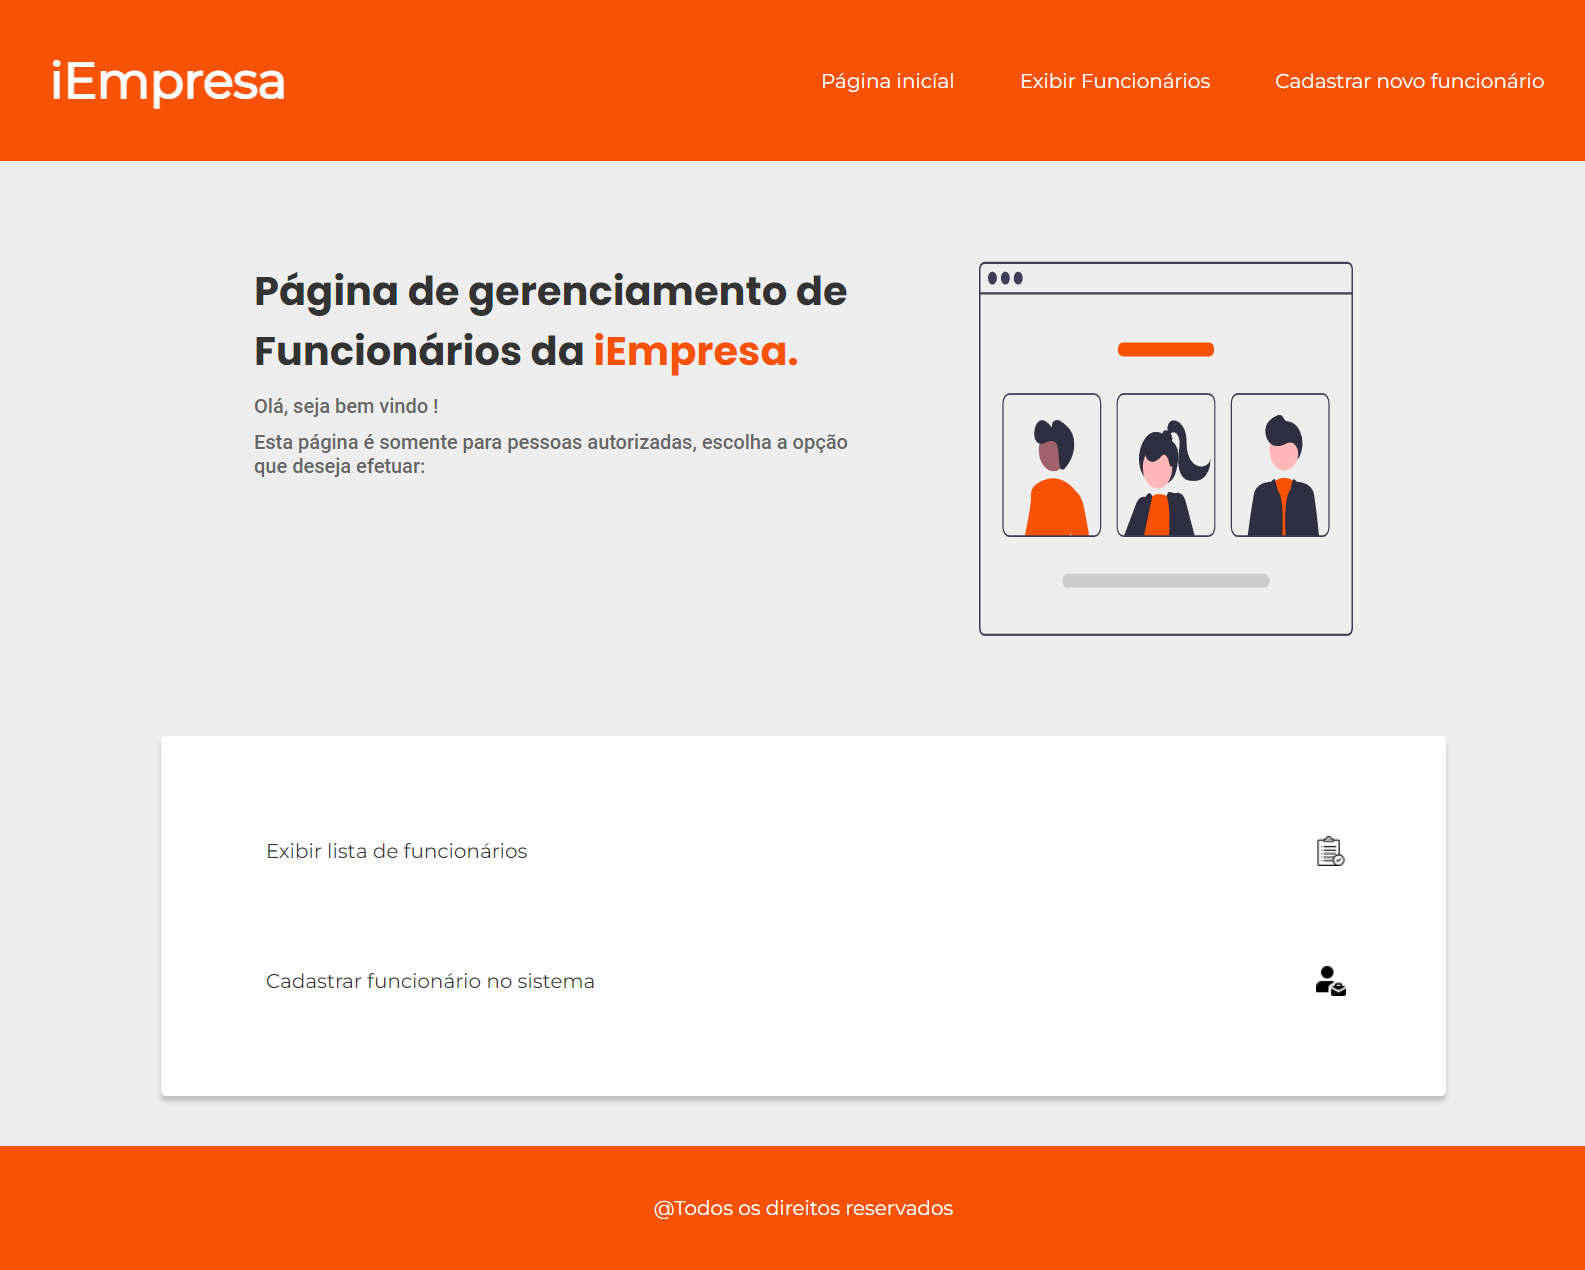 iEmpresa
Página inicíal
Exibir Funcionários
Cadastrar novo funcionário
Página de gerenciamento de
Funcionários da iEmpresa.
Olá, seja bem vindo !
Esta página é somente para pessoas autorizadas, escolha a opção
que deseja efetuar:
Exibir lista de funcionários
Cadastrar funcionário no sistema
@Todos os direitos reservados